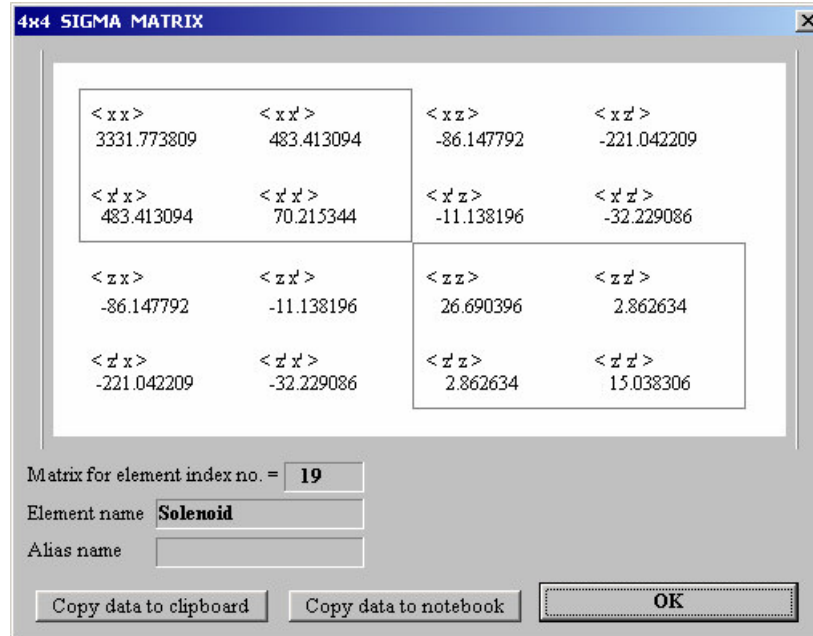 4x4 SIGMA MATRIX
< x x > < x x' > < x z > < x z' >
3331.773809 483.413094 -86.147792 -221.042209
< x' x > < x' x' > < x' z > < x' z' >
483.413094 70.215344 -11.138196 -32.229086
< z x > < z x' > < z z > < z z' >
-86.147792 -11.138196 26.690396 2.862634
< z' x > < z' x' > < z' z > < z' z' >
-221.042209 -32.229086 2.862634 15.038306
Matrix for element index no. = 19
Element name Solenoid
Alias name
Copy data to clipboard Copy data to notebook OK